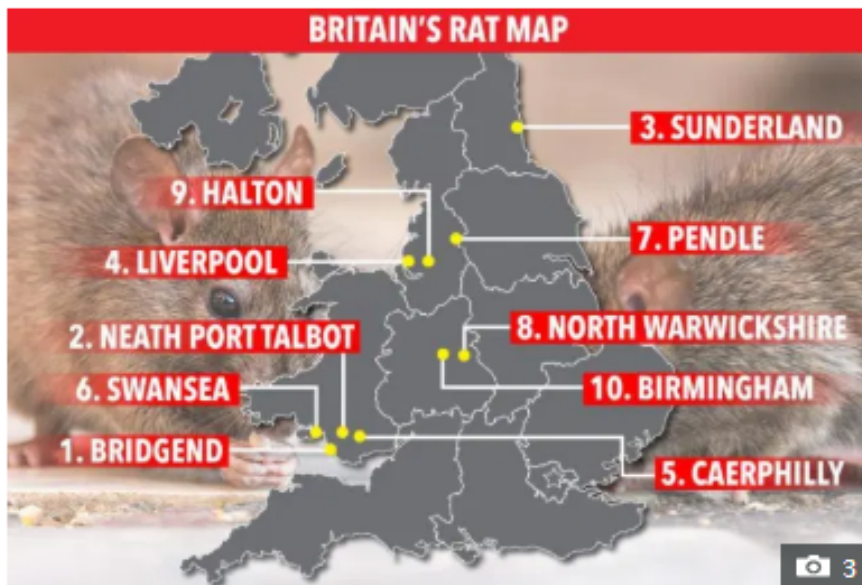 BRITAIN'S RAT MAP
3. SUNDERLAND
9. HALTON
7. PENDLE
4. LIVERPOOL
2. NEATH PORT TALBOT
8. NORTH WARWICKSHIRE
6. SWANSEA
10. BIRMINGHAM
1. BRIDGEND
5. CAERPHILLY
3